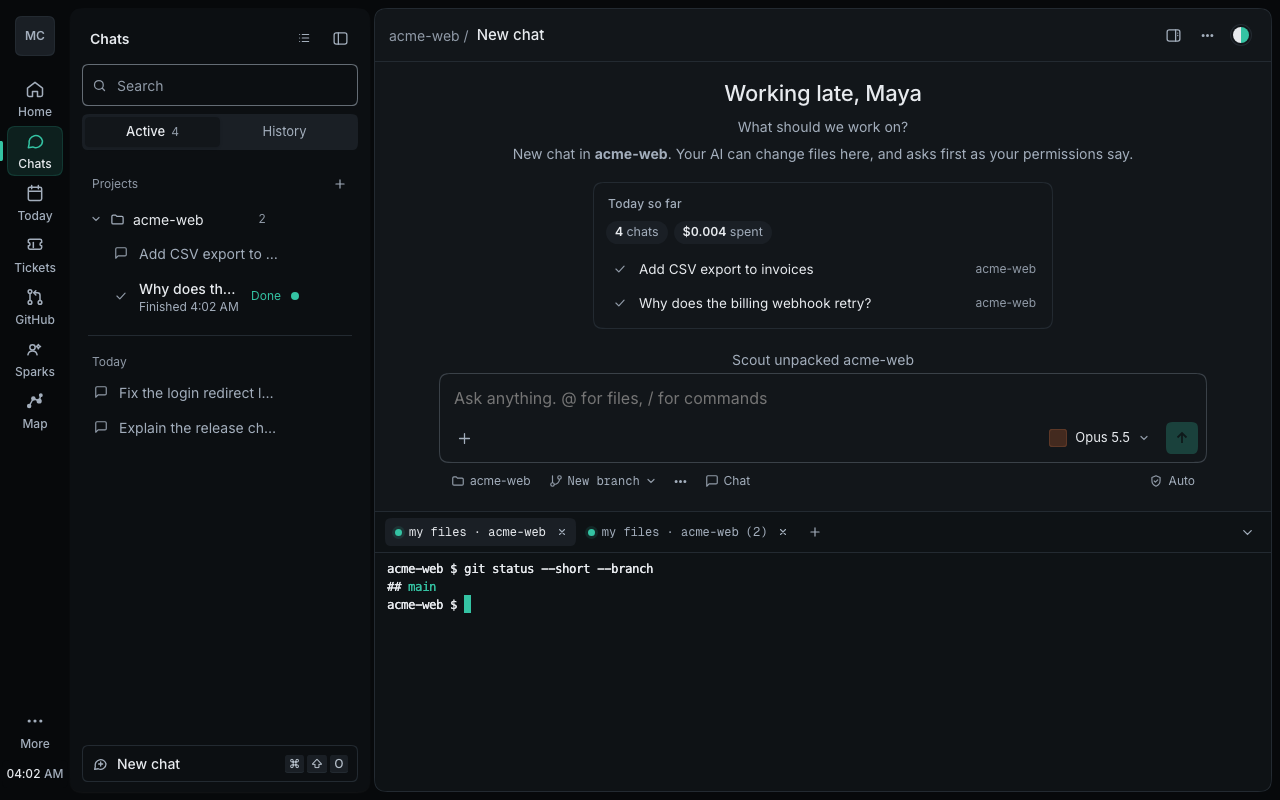 MC
Home
Chats
Today
Tickets
GitHub
Sparks
Map
More
04:02 AM
Chats
Search
Active 4
History
Projects
acme-web 2
Add CSV export to ...
Why does th... Done
Finished 4:02 AM
Today
Fix the login redirect l...
Explain the release ch...
New chat ⌘ ⇧ O
acme-web / New chat
Working late, Maya
What should we work on?
New chat in acme-web. Your AI can change files here, and asks first as your permissions say.
Today so far
4 chats $0.004 spent
Add CSV export to invoices acme-web
Why does the billing webhook retry? acme-web
Scout unpacked acme-web
Ask anything. @ for files, / for commands
Opus 5.5
acme-web New branch Chat Auto
my files · acme-web my files · acme-web (2)
acme-web $ git status --short --branch
## main
acme-web $